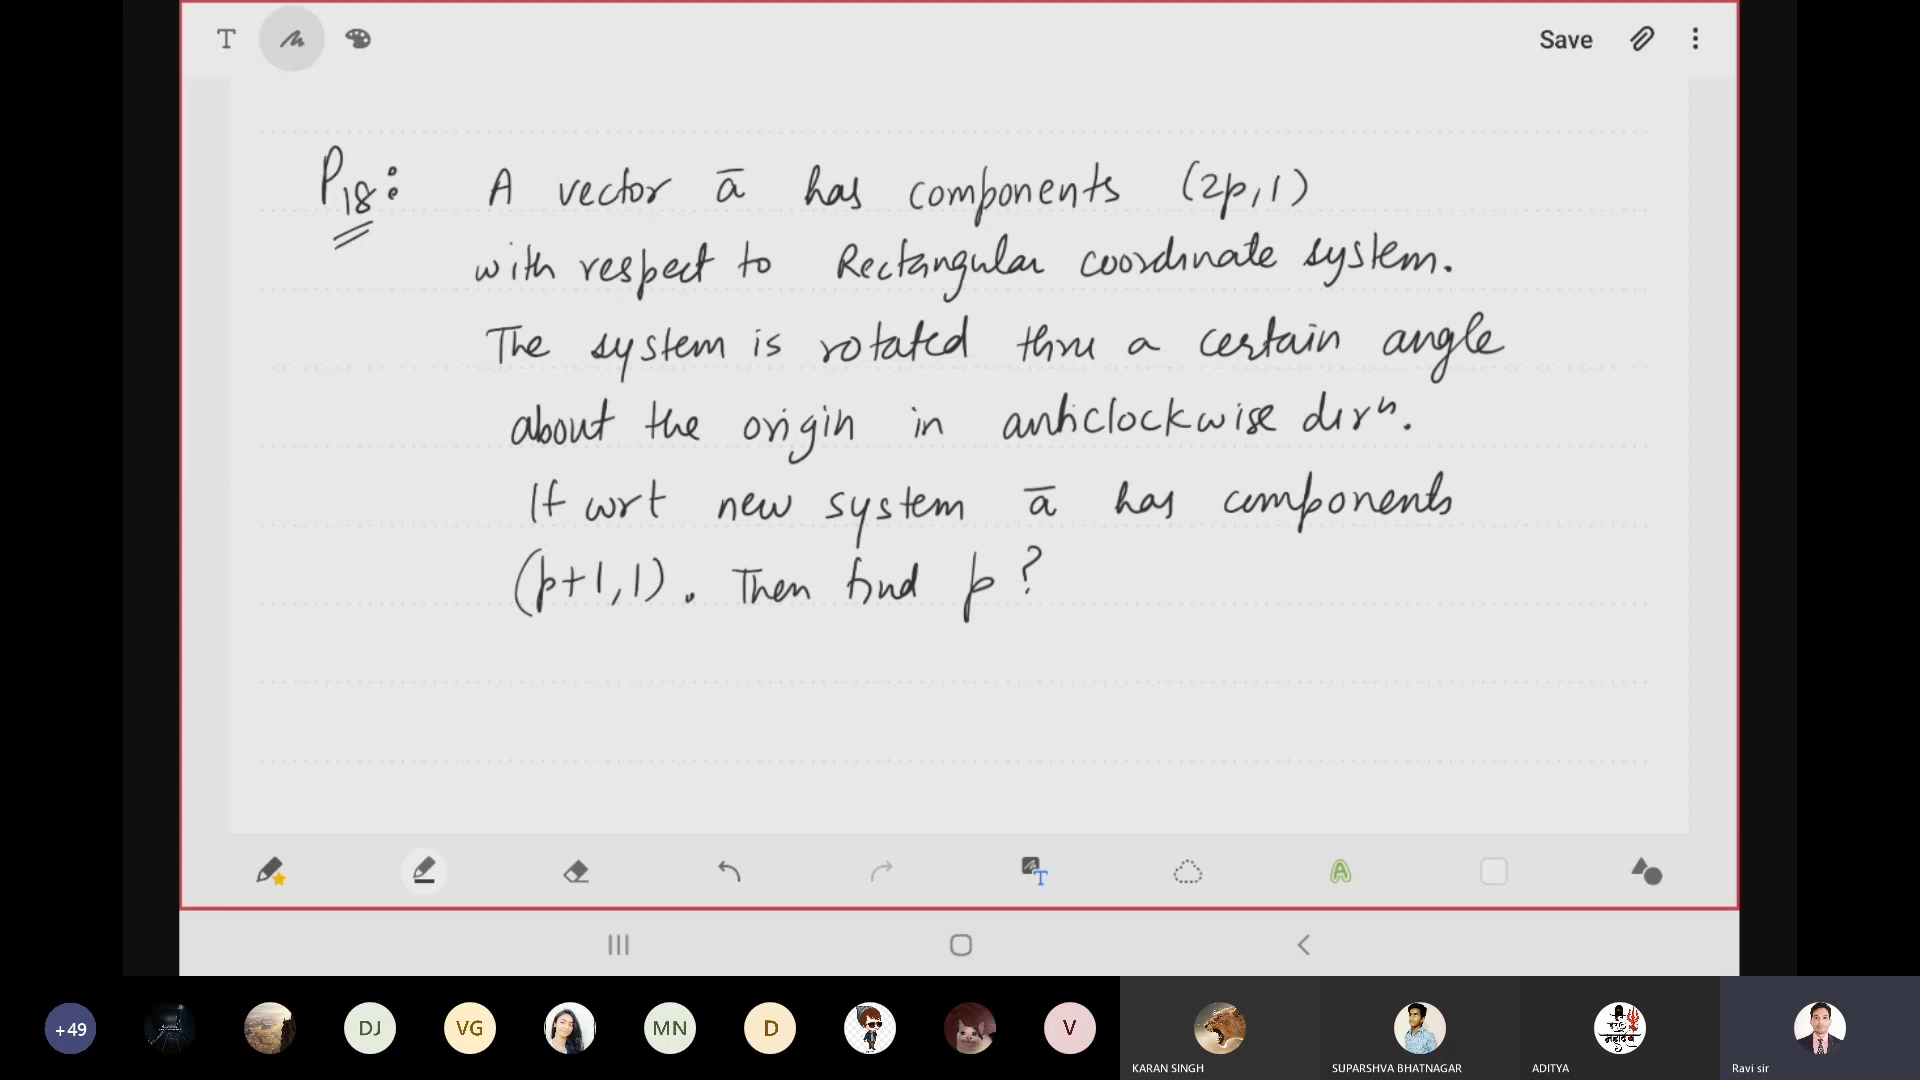 T
Save
P18: A vector a̅ has components (2p,1)
with respect to Rectangular coordinate system.
The system is rotated thru a certain angle
about the origin in anticlockwise dirⁿ.
If wrt new system a̅ has components
(p+1,1). Then find p?
T
A
+49
DJ
VG
MN
D
V
KARAN SINGH
SUPARSHVA BHATNAGAR
ADITYA
Ravi sir